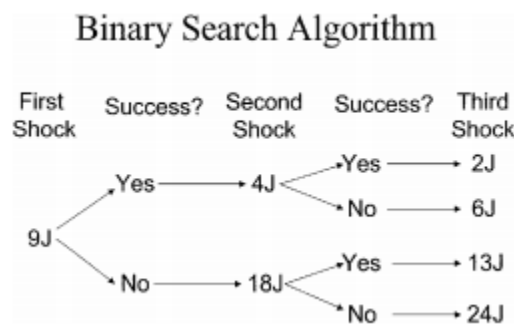 Binary Search Algorithm
First Success? Second Success? Third
Shock Shock Shock
Yes 2J
Yes 4J
No 6J
9J
Yes 13J
No 18J
No 24J